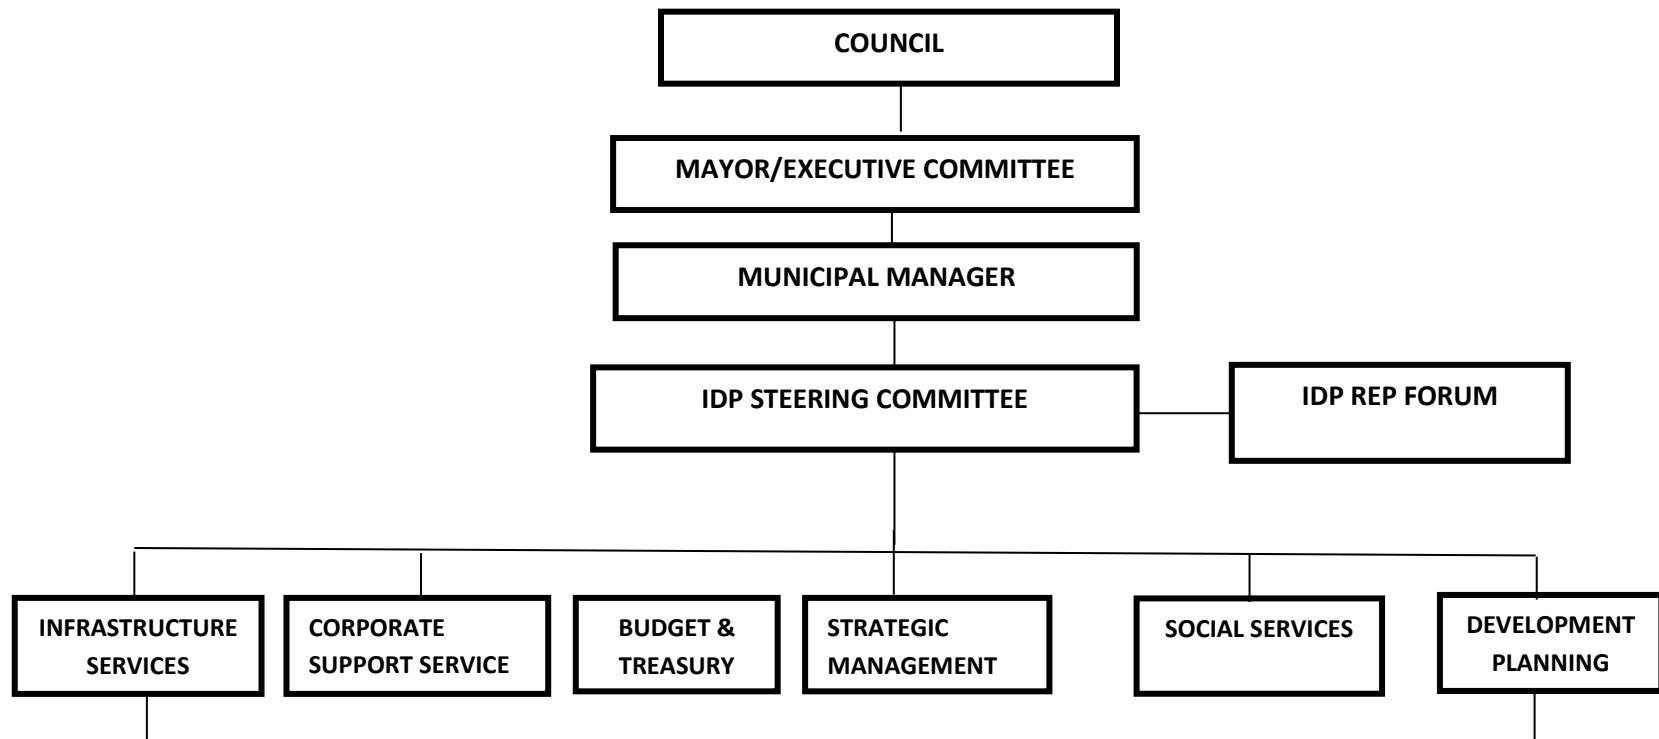 COUNCIL
MAYOR/EXECUTIVE COMMITTEE
MUNICIPAL MANAGER
IDP STEERING COMMITTEE
IDP REP FORUM
INFRASTRUCTURE
SERVICES
CORPORATE
SUPPORT SERVICE
BUDGET &
TREASURY
STRATEGIC
MANAGEMENT
SOCIAL SERVICES
DEVELOPMENT
PLANNING